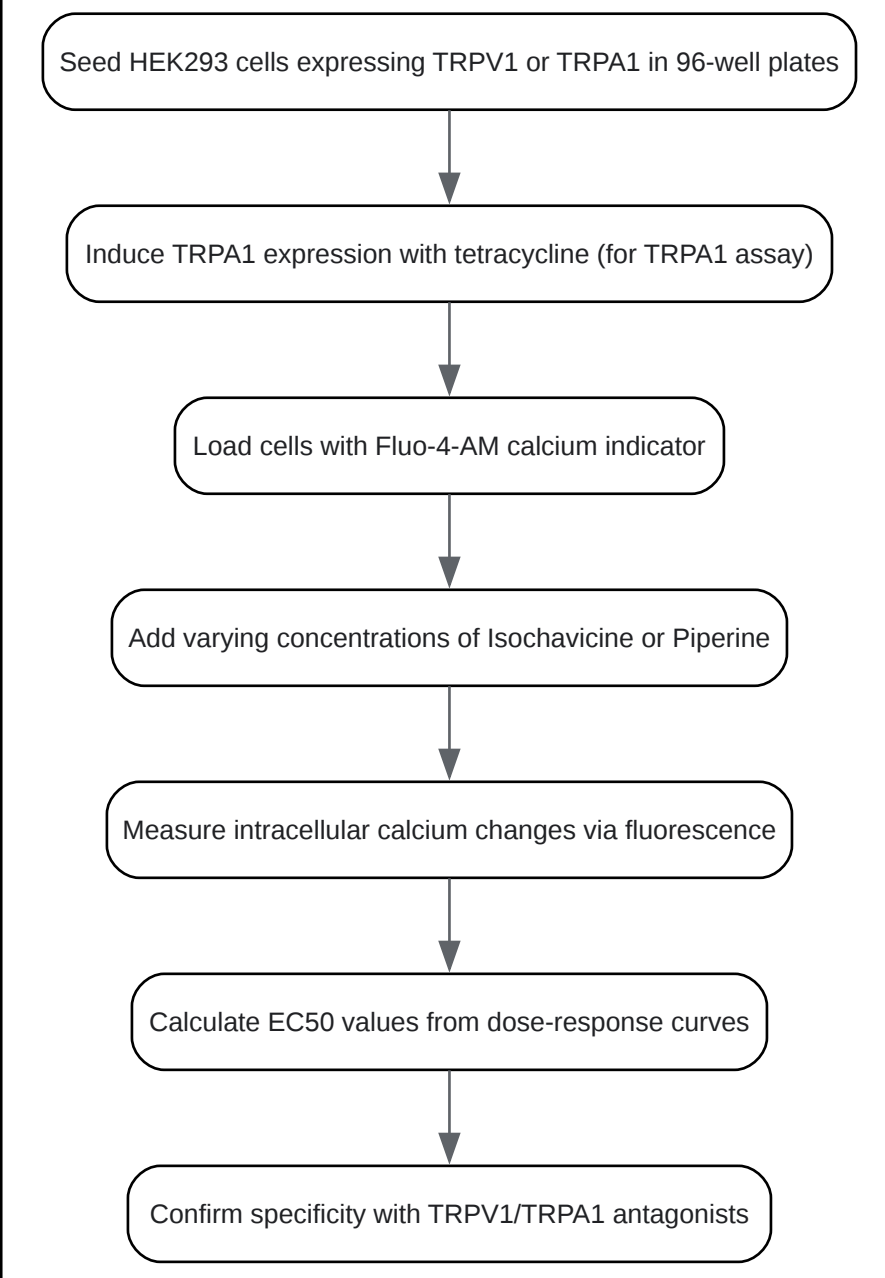 Seed HEK293 cells expressing TRPV1 or TRPA1 in 96-well plates
Induce TRPA1 expression with tetracycline (for TRPA1 assay)
Load cells with Fluo-4-AM calcium indicator
Add varying concentrations of Isochavicine or Piperine
Measure intracellular calcium changes via fluorescence
Calculate EC50 values from dose-response curves
Confirm specificity with TRPV1/TRPA1 antagonists